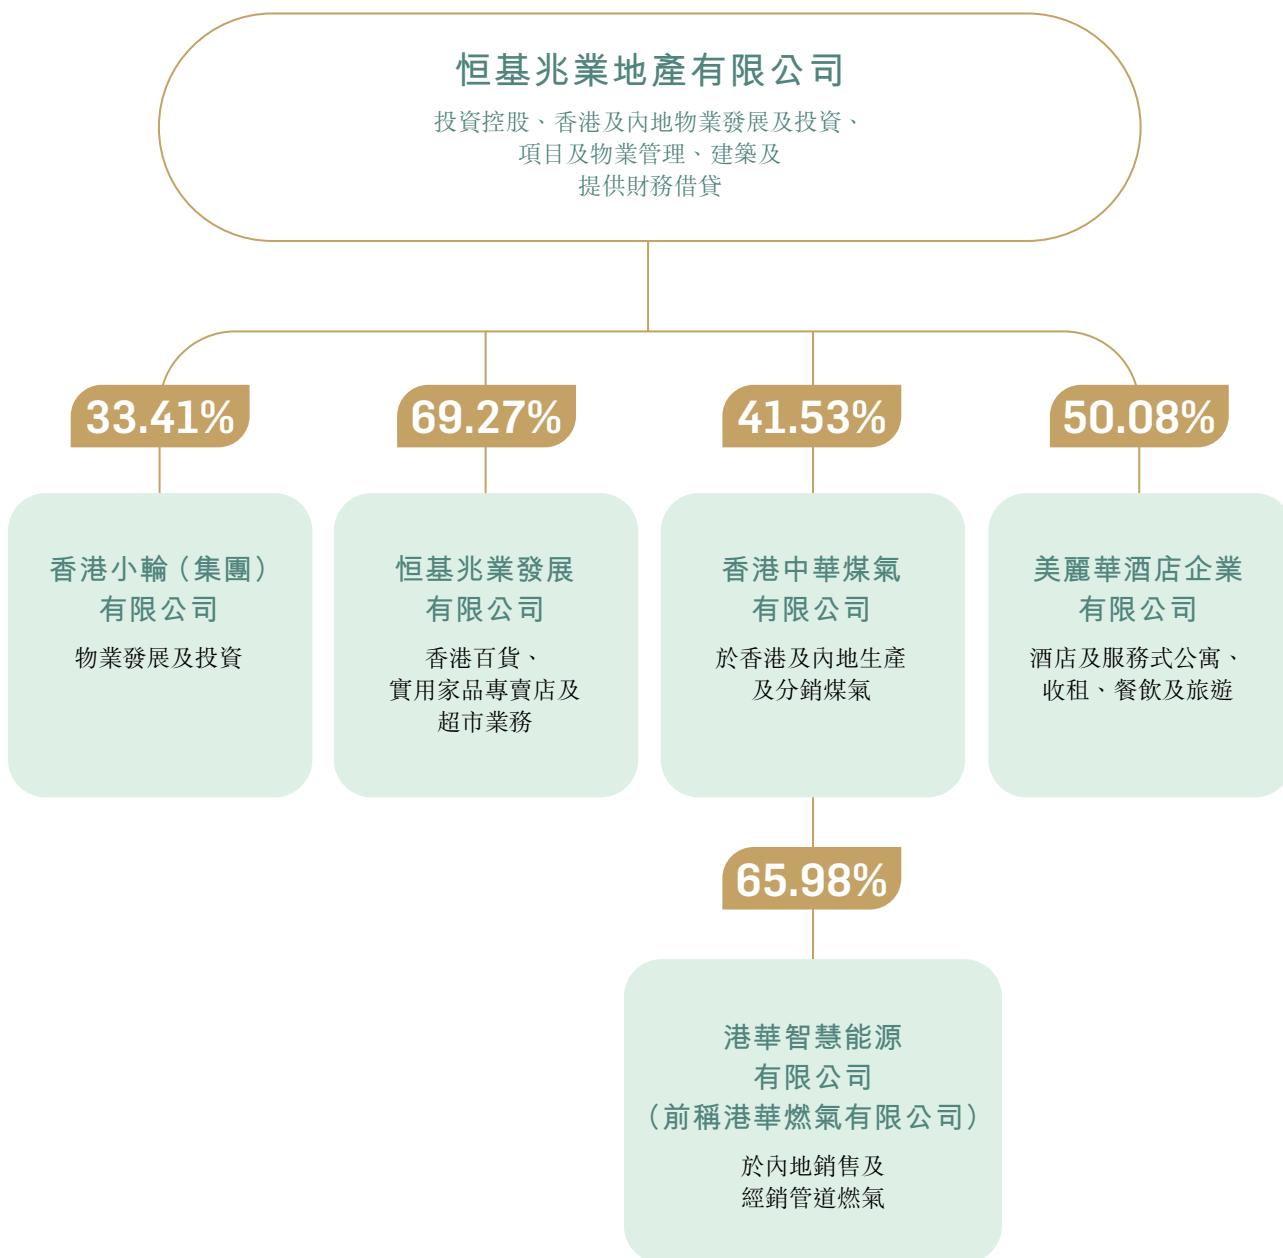 恒基兆業地產有限公司
投資控股、香港及內地物業發展及投資、
項目及物業管理、建築及
提供財務借貸
33.41%
69.27%
41.53%
50.08%
香港小輪（集團）
有限公司
物業發展及投資
恒基兆業發展
有限公司
香港百貨、
實用家品專賣店及
超市業務
香港中華煤氣
有限公司
於香港及內地生產
及分銷煤氣
美麗華酒店企業
有限公司
酒店及服務式公寓、
收租、餐飲及旅遊
65.98%
港華智慧能源
有限公司
（前稱港華燃氣有限公司）
於內地銷售及
經銷管道燃氣